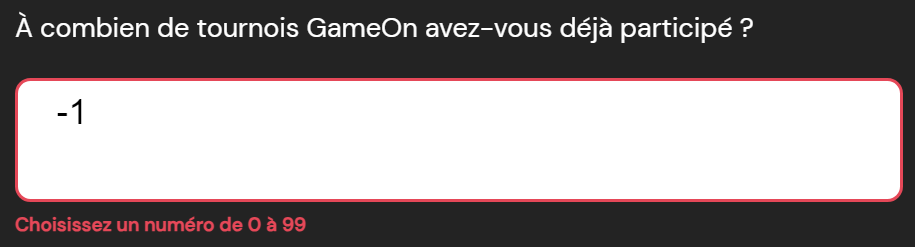 À combien de tournois GameOn avez-vous déjà participé ?
-1
Choisissez un numéro de 0 à 99